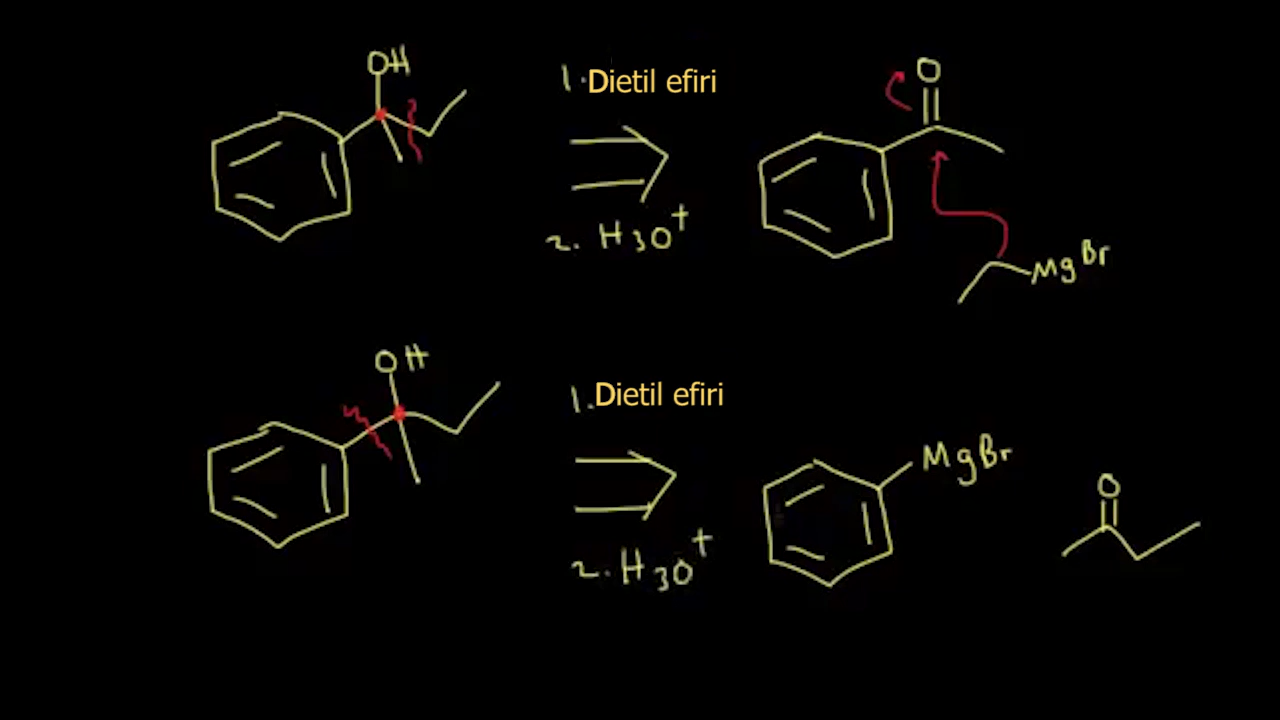 OH
1. Dietil efiri
O
2. H3O+
MgBr
OH
1. Dietil efiri
MgBr
O
2. H3O+